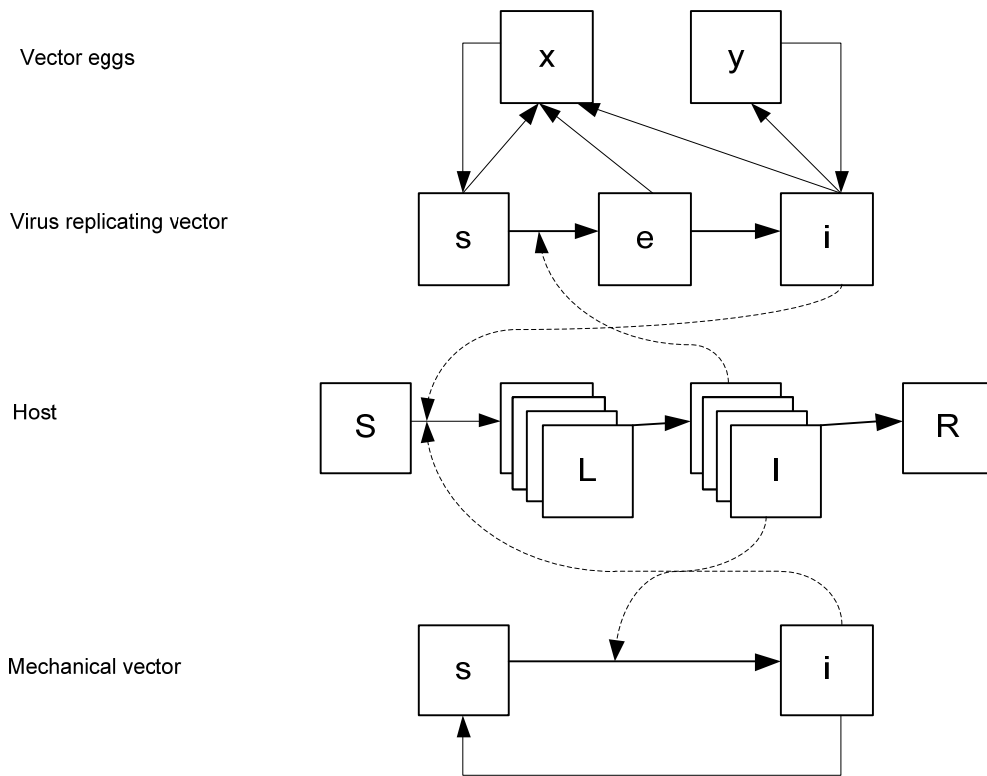 Vector eggs
x
y
Virus replicating vector
s
e
i
Host
S
L
I
R
Mechanical vector
s
i